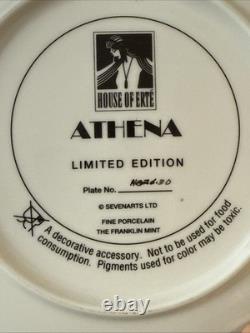 HOUSE OF ERTÉ
ATHENA
LIMITED EDITION
Plate No.
© SEVENARTS LTD
FINE PORCELAIN
THE FRANKLIN MINT
A decorative accessory. Not to be used for food
consumption. Pigments used for color may be toxic.
ebay